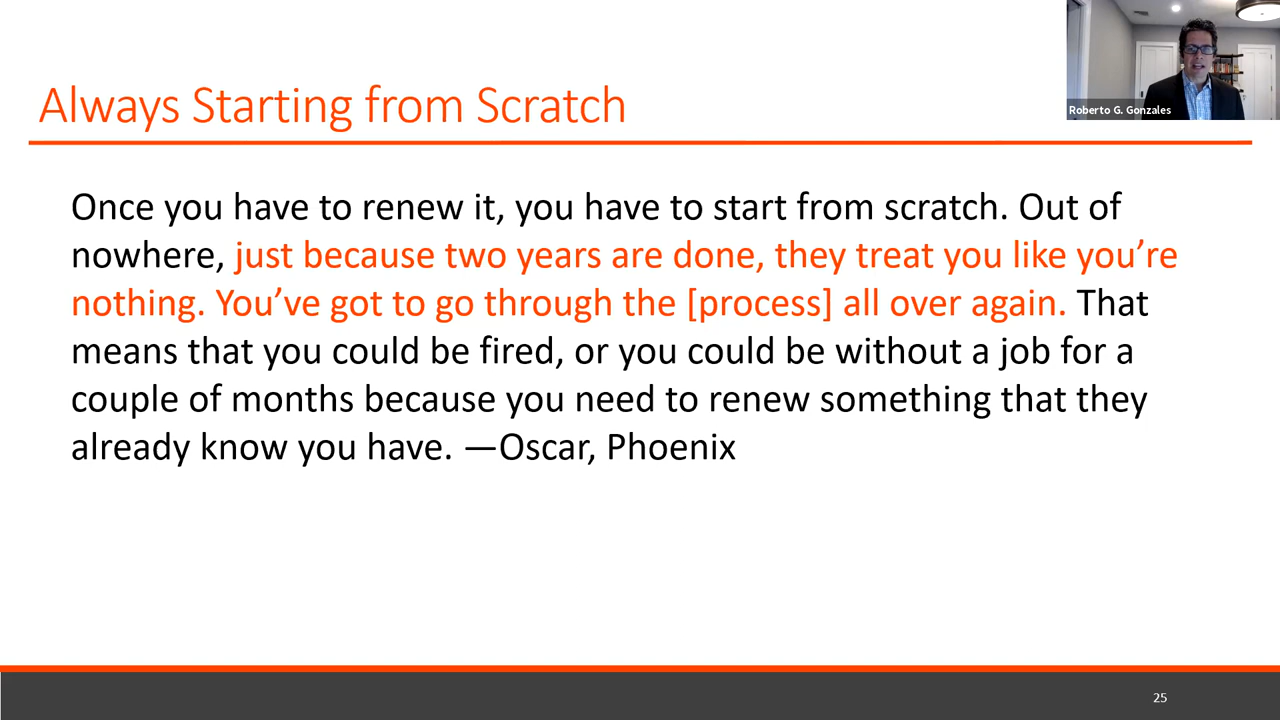 Roberto G. Gonzales
Always Starting from Scratch
Once you have to renew it, you have to start from scratch. Out of
nowhere, just because two years are done, they treat you like you’re
nothing. You’ve got to go through the [process] all over again. That
means that you could be fired, or you could be without a job for a
couple of months because you need to renew something that they
already know you have. —Oscar, Phoenix
25